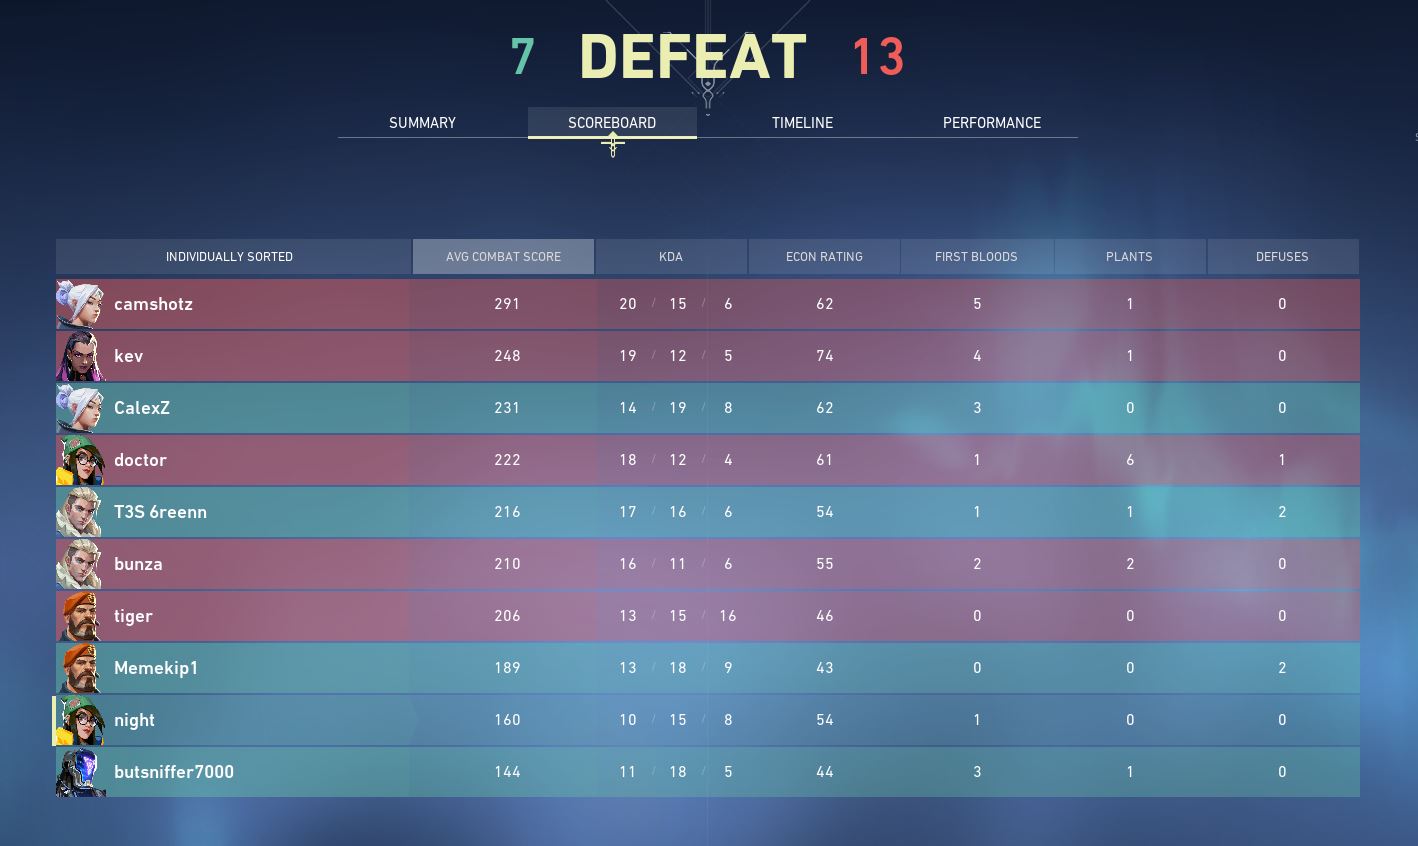 7 DEFEAT 13
SUMMARY SCOREBOARD TIMELINE PERFORMANCE
INDIVIDUALLY SORTED AVG COMBAT SCORE KDA ECON RATING FIRST BLOODS PLANTS DEFUSES
camshotz 291 20 / 15 / 6 62 5 1 0
kev 248 19 / 12 / 5 74 4 1 0
CalexZ 231 14 / 19 / 8 62 3 0 0
doctor 222 18 / 12 / 4 61 1 6 1
T3S 6reenn 216 17 / 16 / 6 54 1 1 2
bunza 210 16 / 11 / 6 55 2 2 0
tiger 206 13 / 15 / 16 46 0 0 0
Memekip1 189 13 / 18 / 9 43 0 0 2
night 160 10 / 15 / 8 54 1 0 0
butsniffer7000 144 11 / 18 / 5 44 3 1 0